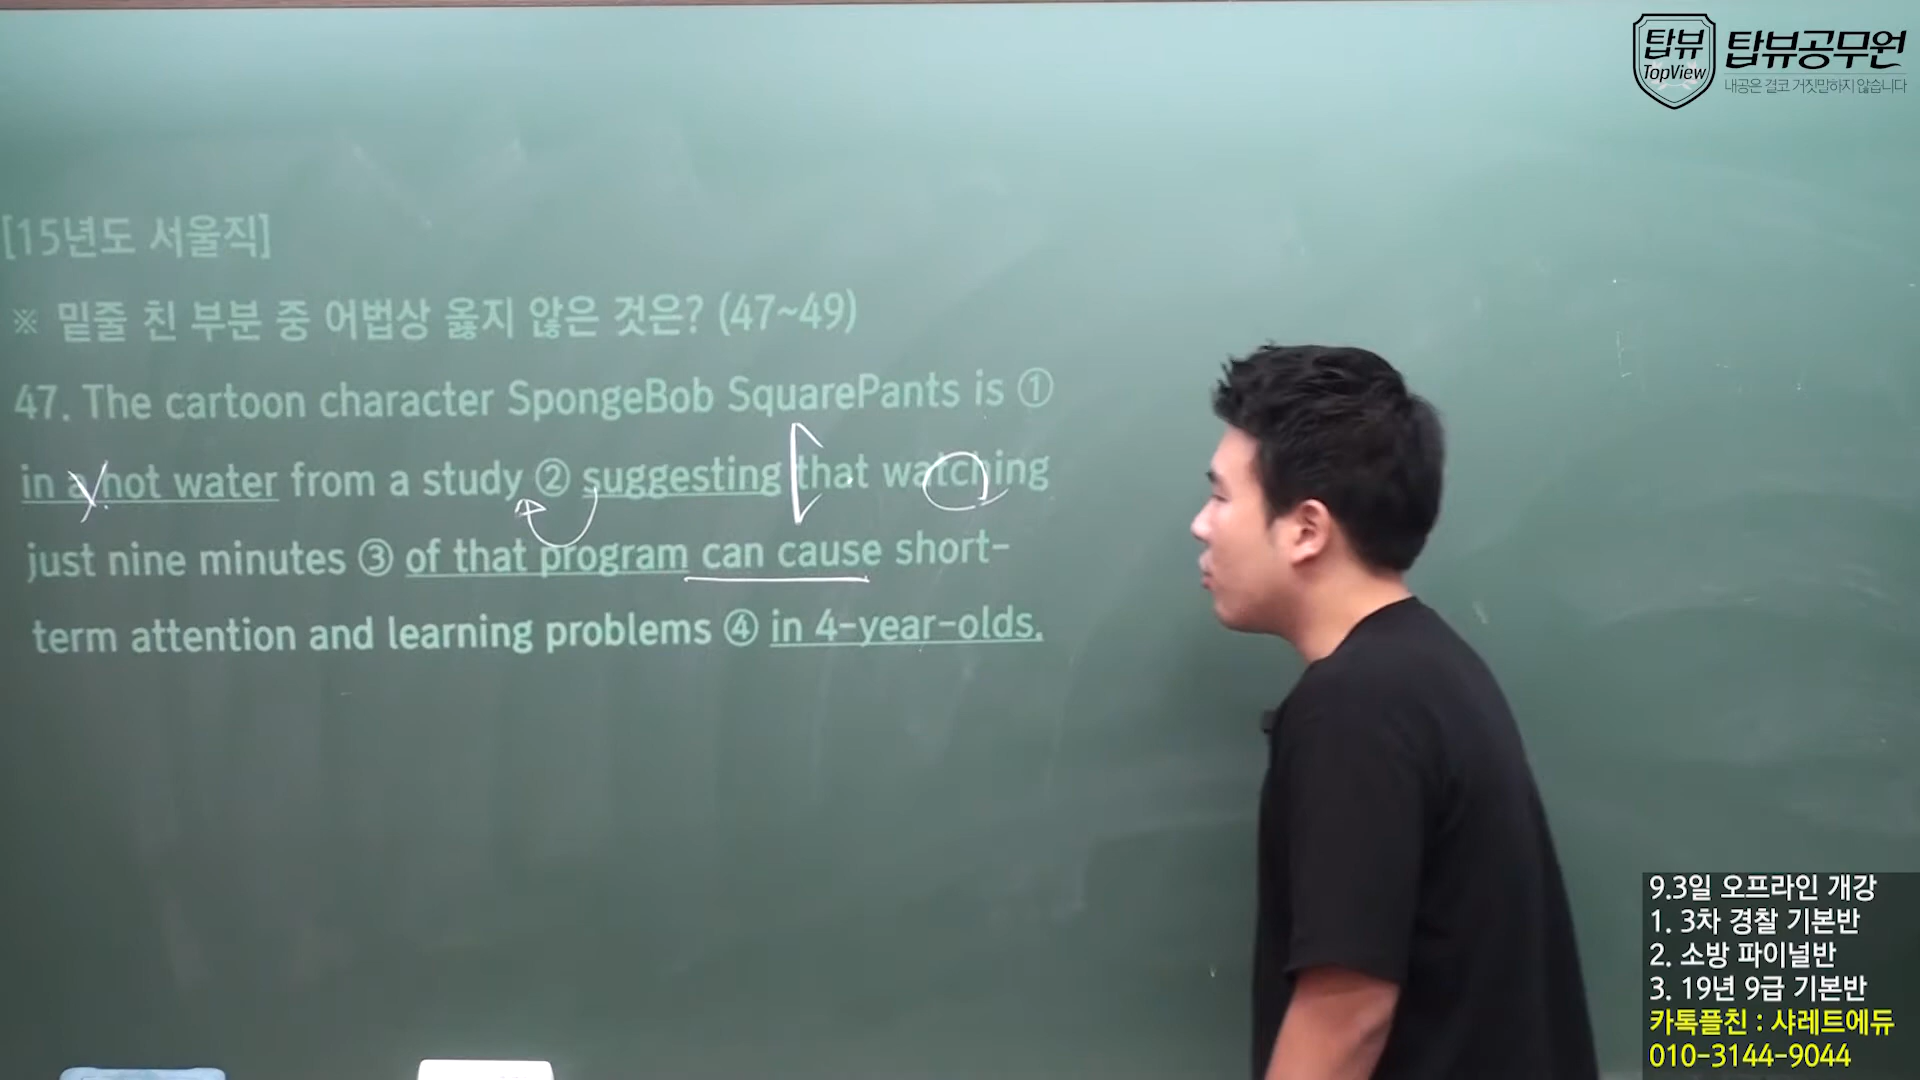 탑뷰
TopView
탑뷰공무원
내공은 결코 거짓말하지 않습니다
[15년도 서울직]
※ 밑줄 친 부분 중 어법상 옳지 않은 것은? (47~49)
47. The cartoon character SpongeBob SquarePants is ①
in a hot water from a study ② suggesting that watching
just nine minutes ③ of that program can cause short-
term attention and learning problems ④ in 4-year-olds.
9.3일 오프라인 개강
1. 3차 경찰 기본반
2. 소방 파이널반
3. 19년 9급 기본반
카톡플친 : 샤레트에듀
010-3144-9044